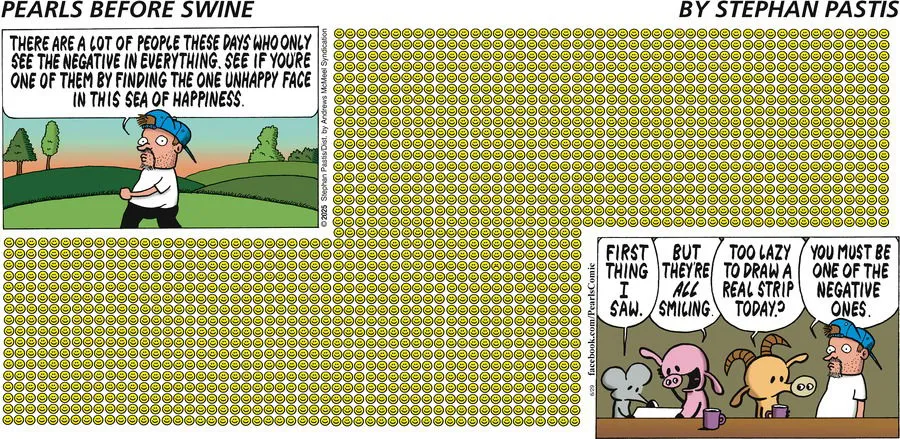 PEARLS BEFORE SWINE
BY STEPHAN PASTIS
THERE ARE A LOT OF PEOPLE THESE DAYS WHO ONLY
SEE THE NEGATIVE IN EVERYTHING. SEE IF YOU'RE
ONE OF THEM BY FINDING THE ONE UNHAPPY FACE
IN THIS SEA OF HAPPINESS.
© 2025 Stephan Pastis/Dist. by Andrews McMeel Syndication
facebook.com/PearlsComic
6/29
FIRST
THING
I
SAW.
BUT
THEY'RE
ALL
SMILING.
TOO LAZY
TO DRAW A
REAL STRIP
TODAY?
YOU MUST BE
ONE OF THE
NEGATIVE
ONES.